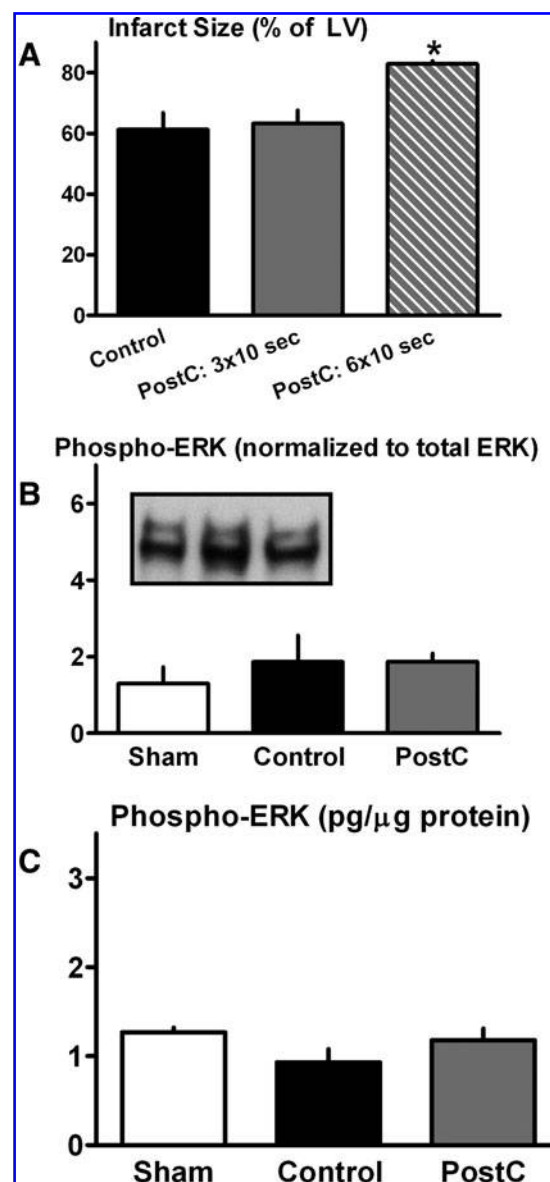 A
Infarct Size (% of LV)
*
80
60
40
20
0
Control
PostC: 3x10 sec
PostC: 6x10 sec
Phospho-ERK (normalized to total ERK)
B
6
4
2
0
Sham Control PostC
Phospho-ERK (pg/μg protein)
C
3
2
1
0
Sham Control PostC